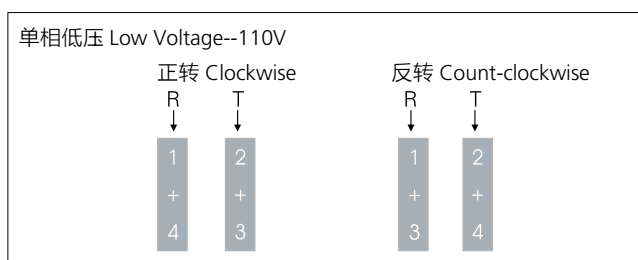 单相低压 Low Voltage--110V
正转 Clockwise 反转 Count-clockwise
R T R T
1 2 1 2
+ + + +
4 3 3 4